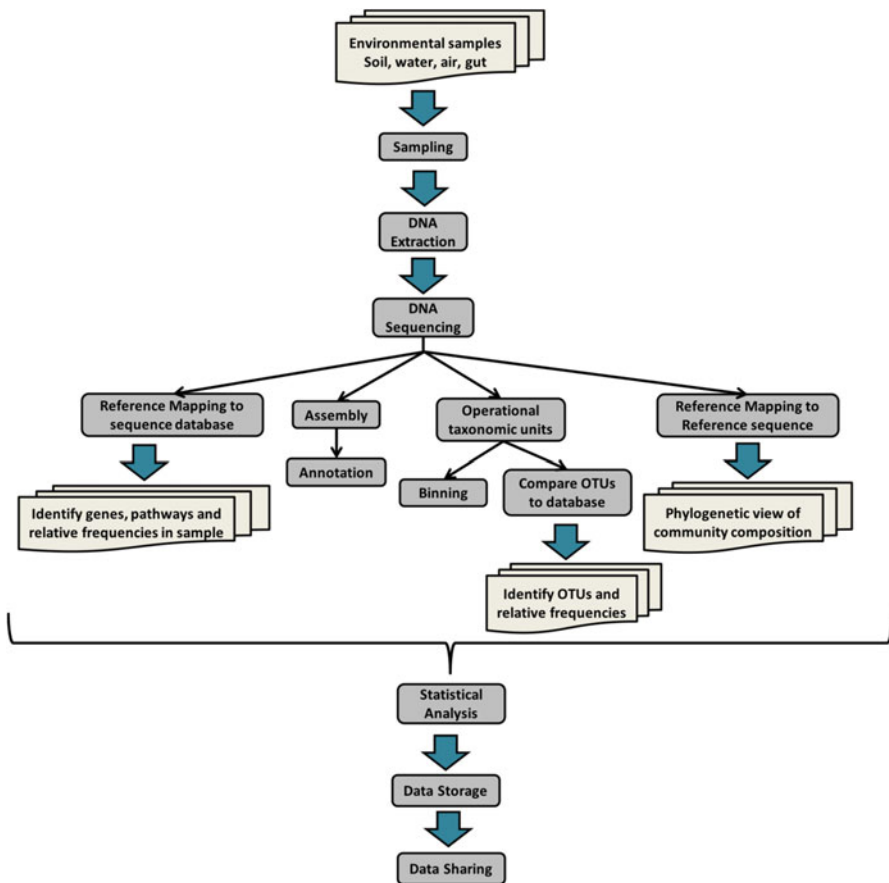 Environmental samples
Soil, water, air, gut
Sampling
DNA
Extraction
DNA
Sequencing
Reference Mapping to
sequence database
Assembly
Operational
taxonomic units
Reference Mapping to
Reference sequence
Annotation
Binning
Compare OTUs
to database
Identify genes, pathways and
relative frequencies in sample
Phylogenetic view of
community composition
Identify OTUs and
relative frequencies
Statistical
Analysis
Data Storage
Data Sharing